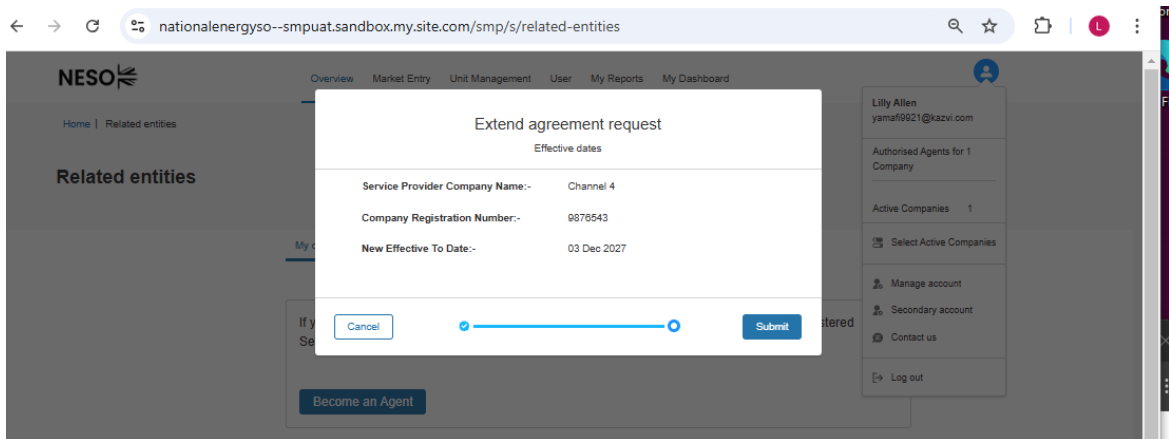 nationalenergyso--smpuat.sandbox.my.site.com/smp/s/related-entities
L
NESO
Overview Market Entry Unit Management User My Reports My Dashboard
Home | Related entities
Related entities
Extend agreement request
Effective dates
Service Provider Company Name:- Channel 4
Company Registration Number:- 9876543
New Effective To Date:- 03 Dec 2027
Cancel
Submit
Lilly Allen
yamafi9921@kazvi.com
Authorised Agents for 1
Company
Active Companies 1
Select Active Companies
Manage account
Secondary account
Contact us
Log out
My
If y
stered
Se
Become an Agent